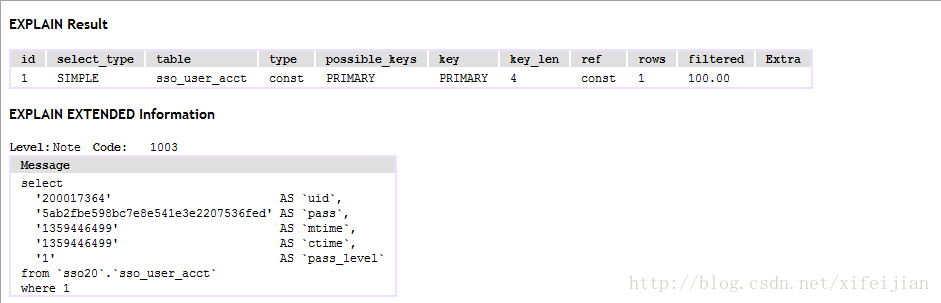 EXPLAIN Result
id select_type table type possible_keys key key_len ref rows filtered Extra
1 SIMPLE sso_user_acct const PRIMARY PRIMARY 4 const 1 100.00
EXPLAIN EXTENDED Information
Level: Note Code: 1003
Message
select
'200017364' AS `uid`,
'5ab2fbe598bc7e8e541e3e2207536fed' AS `pass`,
'1359446499' AS `mtime`,
'1359446499' AS `ctime`,
'1' AS `pass_level`
from `sso20`.`sso_user_acct`
where 1
http://blog.csdn.net/xifeijian